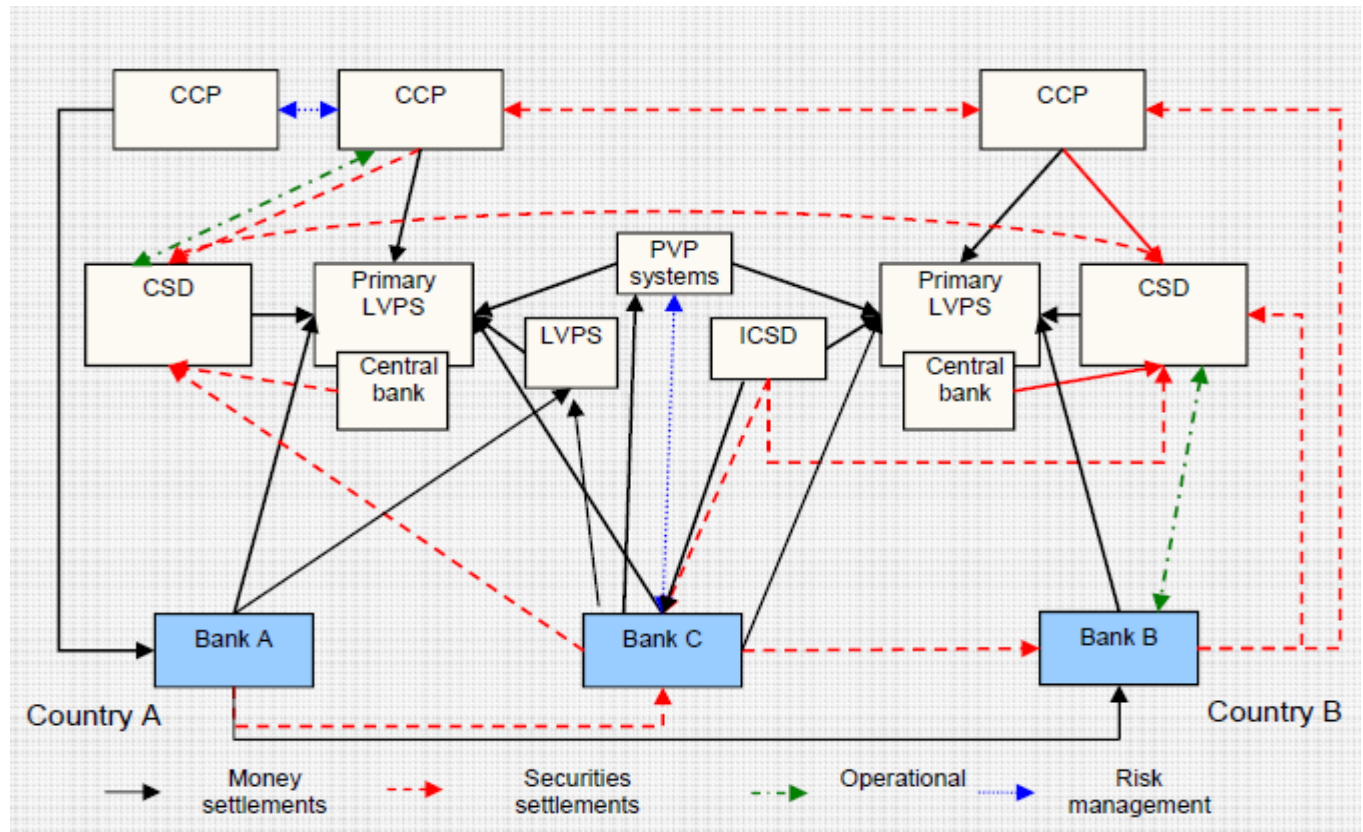 CCP
CCP
CCP
PVP
systems
CSD
Primary
LVPS
LVPS
ICSD
Primary
LVPS
CSD
Central
bank
Central
bank
Bank A
Bank C
Bank B
Country A
Country B
Money
settlements
Securities
settlements
Operational
Risk
management